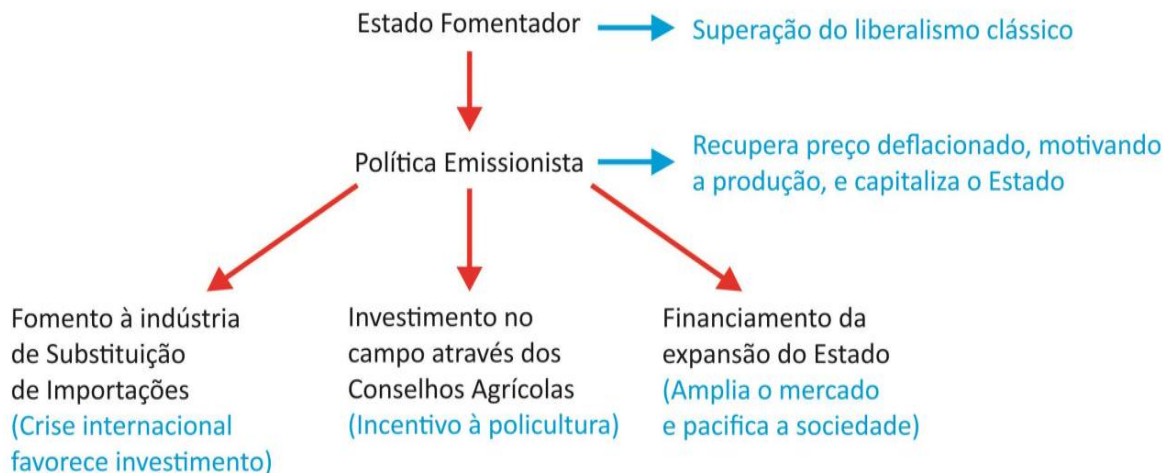 Estado Fomentador
Superação do liberalismo clássico
Política Emissionista
Recupera preço deflacionado, motivando
a produção, e capitaliza o Estado
Fomento à indústria
de Substituição
de Importações
(Crise internacional
favorece investimento)
Investimento no
campo através dos
Conselhos Agrícolas
(Incentivo à policultura)
Financiamento da
expansão do Estado
(Amplia o mercado
e pacifica a sociedade)